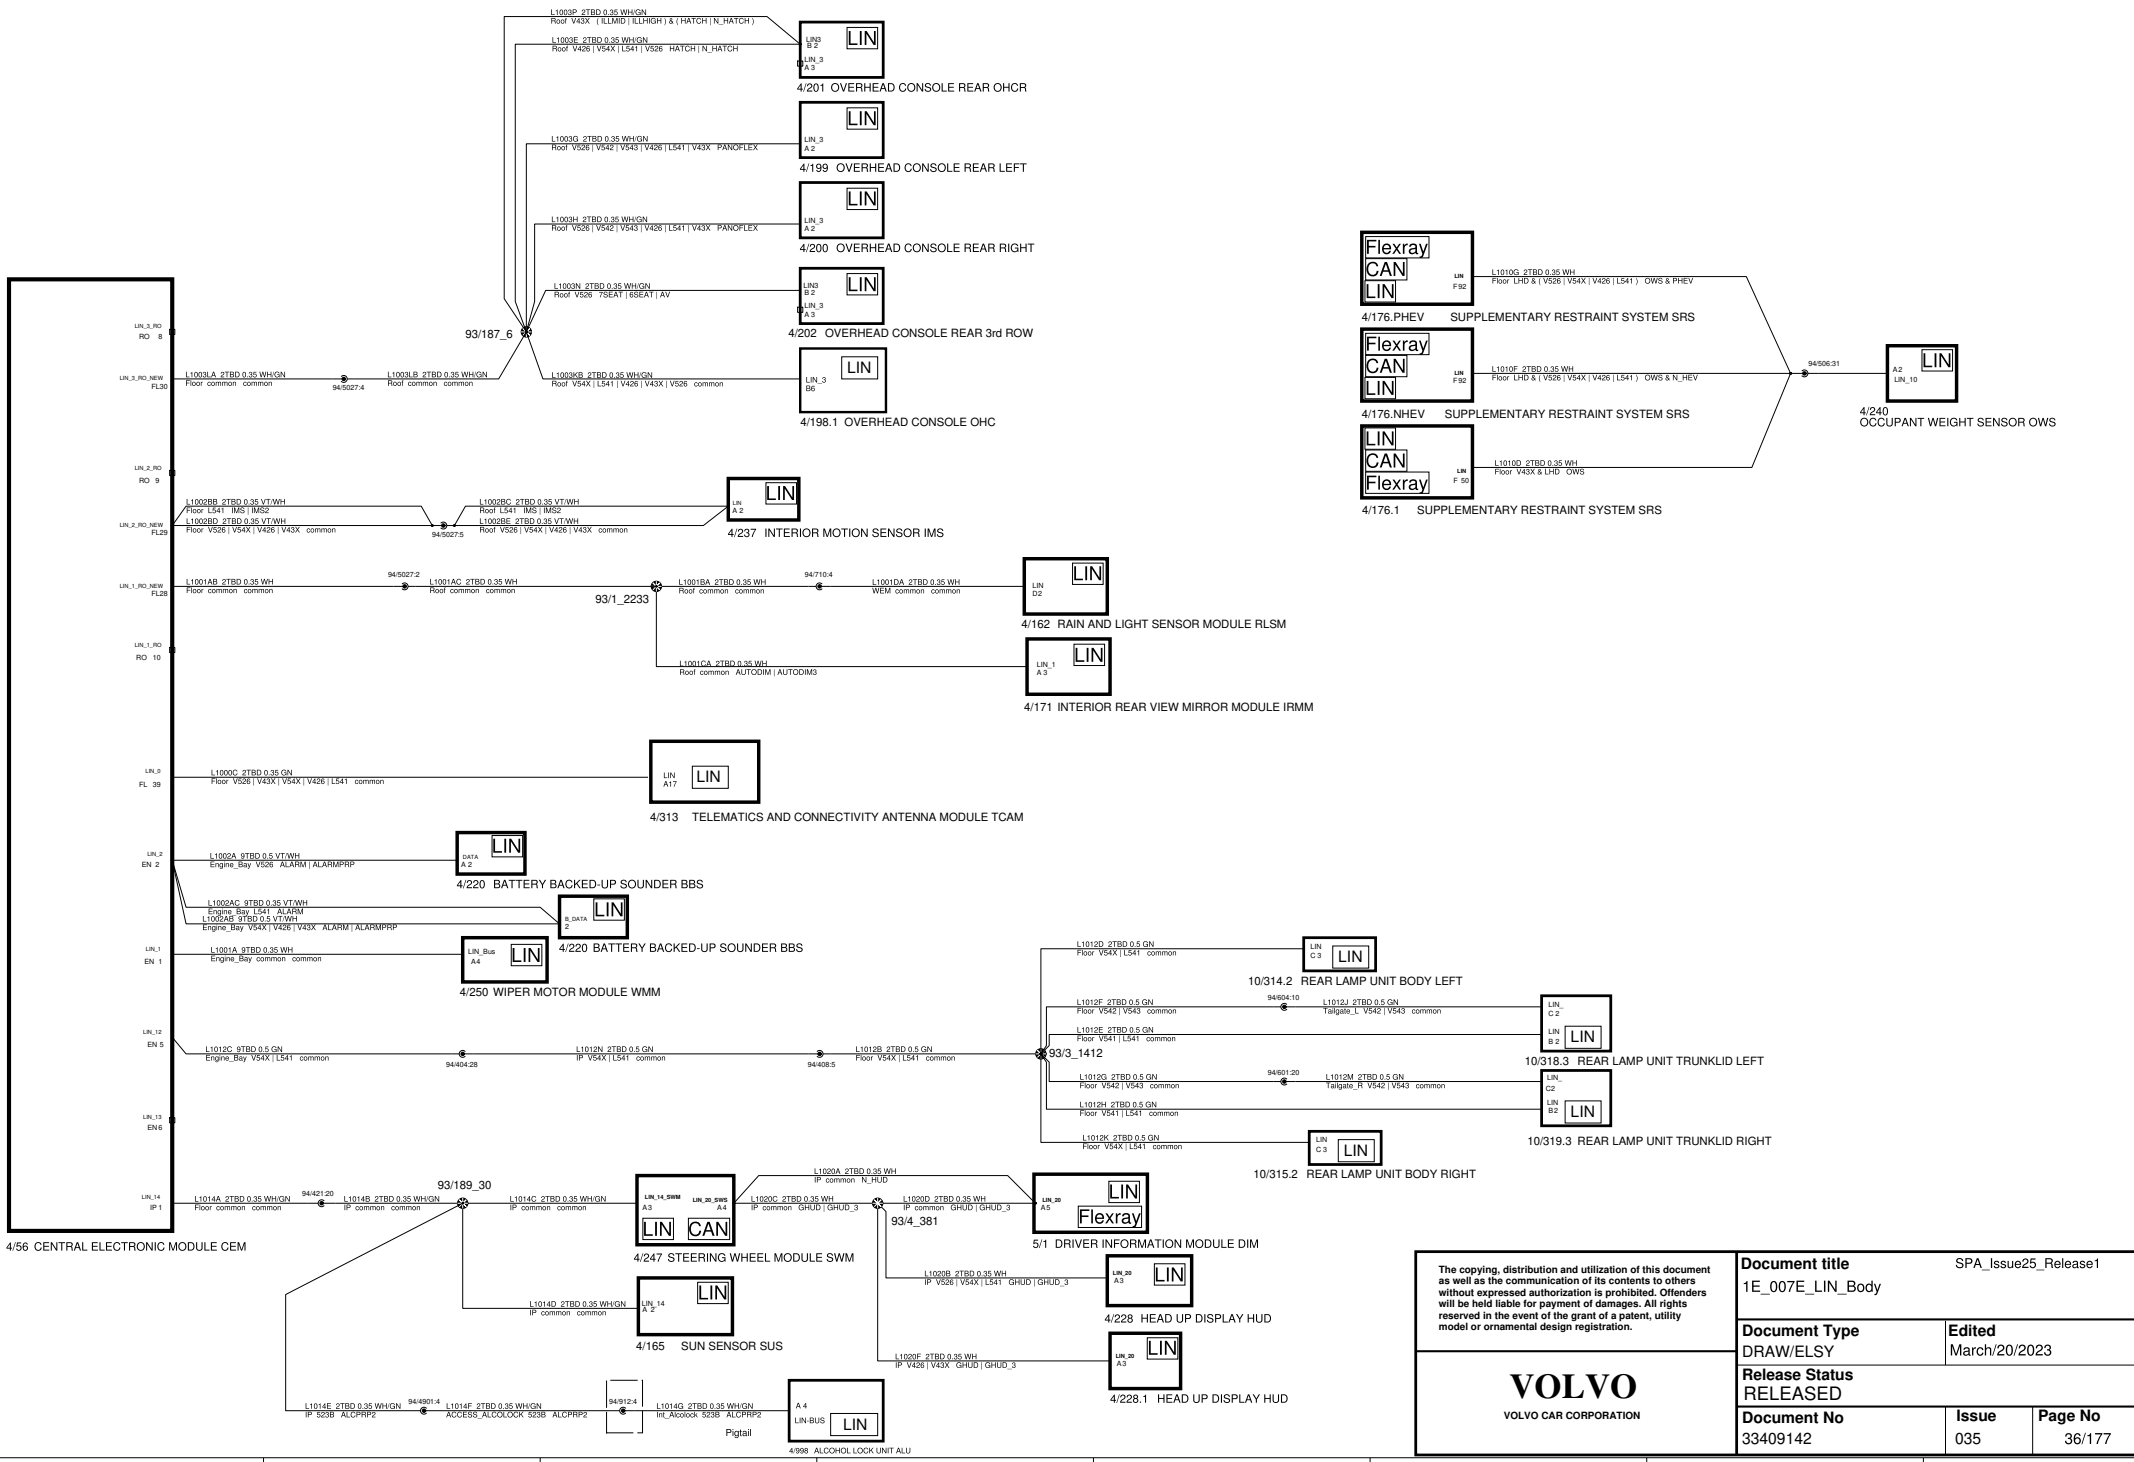 L1003P 2TBD 0.35 WH/GN
Roof V43X ( ILLMID | ILLHIGH ) & ( HATCH | N_HATCH )
L1003E 2TBD 0.35 WH/GN
Roof V426 | V54X | L541 | V526 HATCH | N_HATCH
LIN3
B 2
LIN
LIN_3
A 3
4/201 OVERHEAD CONSOLE REAR OHCR
L1003G 2TBD 0.35 WH/GN
Roof V526 | V542 | V543 | V426 | L541 | V43X PANOFLEX
LIN_3
A 2
LIN
4/199 OVERHEAD CONSOLE REAR LEFT
L1003H 2TBD 0.35 WH/GN
Roof V526 | V542 | V543 | V426 | L541 | V43X PANOFLEX
LIN_3
A 2
LIN
4/200 OVERHEAD CONSOLE REAR RIGHT
L1003N 2TBD 0.35 WH/GN
Roof V526 7SEAT | 6SEAT | AV
LIN3
B 2
LIN
LIN_3
A 3
4/202 OVERHEAD CONSOLE REAR 3rd ROW
93/187_6
LIN_3_RO
RO 8
LIN_3_RO_NEW
FL30
L1003LA 2TBD 0.35 WH/GN
Floor common common
94/5027:4
L1003LB 2TBD 0.35 WH/GN
Roof common common
L1003KB 2TBD 0.35 WH/GN
Roof V54X | L541 | V426 | V43X | V526 common
LIN_3
B6
LIN
4/198.1 OVERHEAD CONSOLE OHC
Flexray
CAN
LIN
LIN
F92
L1010G 2TBD 0.35 WH
Floor LHD & ( V526 | V54X | V426 | L541 ) OWS & PHEV
4/176.PHEV SUPPLEMENTARY RESTRAINT SYSTEM SRS
Flexray
CAN
LIN
LIN
F92
L1010F 2TBD 0.35 WH
Floor LHD & ( V526 | V54X | V426 | L541 ) OWS & N_HEV
4/176.NHEV SUPPLEMENTARY RESTRAINT SYSTEM SRS
LIN
CAN
Flexray
LIN
F 50
L1010D 2TBD 0.35 WH
Floor V43X & LHD OWS
4/176.1 SUPPLEMENTARY RESTRAINT SYSTEM SRS
94/506:31
A2
LIN_10
LIN
4/240
OCCUPANT WEIGHT SENSOR OWS
LIN_2_RO
RO 9
LIN_2_RO_NEW
FL29
L1002BB 2TBD 0.35 VT/WH
Floor L541 IMS | IMS2
L1002BD 2TBD 0.35 VT/WH
Floor V526 | V54X | V426 | V43X common
94/5027:5
L1002BC 2TBD 0.35 VT/WH
Roof L541 IMS | IMS2
L1002BE 2TBD 0.35 VT/WH
Roof V526 | V54X | V426 | V43X common
LIN
A 2
LIN
4/237 INTERIOR MOTION SENSOR IMS
LIN_1_RO_NEW
FL28
L1001AB 2TBD 0.35 WH
Floor common common
94/5027:2
L1001AC 2TBD 0.35 WH
Roof common common
93/1_2233
L1001BA 2TBD 0.35 WH
Roof common common
94/710:4
L1001DA 2TBD 0.35 WH
WEM common common
LIN
D2
LIN
4/162 RAIN AND LIGHT SENSOR MODULE RLSM
LIN_1_RO
RO 10
L1001CA 2TBD 0.35 WH
Roof common AUTODIM | AUTODIM3
LIN_1
A 3
LIN
4/171 INTERIOR REAR VIEW MIRROR MODULE IRMM
LIN_0
FL 39
L1000C 2TBD 0.35 GN
Floor V526 | V43X | V54X | V426 | L541 common
LIN
A17
LIN
4/313 TELEMATICS AND CONNECTIVITY ANTENNA MODULE TCAM
LIN_2
EN 2
L1002A 9TBD 0.5 VT/WH
Engine_Bay V526 ALARM | ALARMPRP
DATA
A 2
LIN
4/220 BATTERY BACKED-UP SOUNDER BBS
L1002AC 9TBD 0.35 VT/WH
Engine_Bay L541 ALARM
L1002AB 9TBD 0.5 VT/WH
Engine_Bay V54X | V426 | V43X ALARM | ALARMPRP
B_DATA
2
LIN
4/220 BATTERY BACKED-UP SOUNDER BBS
LIN_1
EN 1
L1001A 9TBD 0.35 WH
Engine_Bay common common
LIN_Bus
A4
LIN
4/250 WIPER MOTOR MODULE WMM
LIN_12
EN 5
L1012C 9TBD 0.5 GN
Engine_Bay V54X | L541 common
94/404:28
L1012N 2TBD 0.5 GN
IP V54X | L541 common
94/408:5
L1012B 2TBD 0.5 GN
Floor V54X | L541 common
93/3_1412
L1012D 2TBD 0.5 GN
Floor V54X | L541 common
LIN
C 3
LIN
10/314.2 REAR LAMP UNIT BODY LEFT
L1012F 2TBD 0.5 GN
Floor V542 | V543 common
94/604:10
L1012J 2TBD 0.5 GN
Tailgate_L V542 | V543 common
LIN_
C 2
L1012E 2TBD 0.5 GN
Floor V541 | L541 common
LIN
B 2
LIN
10/318.3 REAR LAMP UNIT TRUNKLID LEFT
L1012G 2TBD 0.5 GN
Floor V542 | V543 common
94/601:20
L1012M 2TBD 0.5 GN
Tailgate_R V542 | V543 common
LIN_
C2
L1012H 2TBD 0.5 GN
Floor V541 | L541 common
LIN
B2
LIN
10/319.3 REAR LAMP UNIT TRUNKLID RIGHT
L1012K 2TBD 0.5 GN
Floor V54X | L541 common
LIN
C 3
LIN
10/315.2 REAR LAMP UNIT BODY RIGHT
LIN_13
EN6
LIN_14
IP 1
L1014A 2TBD 0.35 WH/GN
Floor common common
94/421:20
L1014B 2TBD 0.35 WH/GN
IP common common
93/189_30
L1014C 2TBD 0.35 WH/GN
IP common common
LIN_14_SWM
A3
LIN_20_SWS
A4
LIN
CAN
4/247 STEERING WHEEL MODULE SWM
L1020A 2TBD 0.35 WH
IP common N_HUD
L1020C 2TBD 0.35 WH
IP common GHUD | GHUD_3
93/4_381
L1020D 2TBD 0.35 WH
IP common GHUD | GHUD_3
LIN_20
A5
LIN
Flexray
5/1 DRIVER INFORMATION MODULE DIM
4/56 CENTRAL ELECTRONIC MODULE CEM
L1020B 2TBD 0.35 WH
IP V526 | V54X | L541 GHUD | GHUD_3
LIN_20
A3
LIN
4/228 HEAD UP DISPLAY HUD
L1014D 2TBD 0.35 WH/GN
IP common common
LIN_14
A 2
LIN
4/165 SUN SENSOR SUS
L1020F 2TBD 0.35 WH
IP V426 | V43X GHUD | GHUD_3
LIN_20
A3
LIN
4/228.1 HEAD UP DISPLAY HUD
L1014E 2TBD 0.35 WH/GN
IP 523B ALCPRP2
94/4901:4
L1014F 2TBD 0.35 WH/GN
ACCESS_ALCOLOCK 523B ALCPRP2
94/912:4
L1014G 2TBD 0.35 WH/GN
Int_Alcolock 523B ALCPRP2
Pigtail
A 4
LIN-BUS
LIN
4/998 ALCOHOL LOCK UNIT ALU
The copying, distribution and utilization of this document
as well as the communication of its contents to others
without expressed authorization is prohibited. Offenders
will be held liable for payment of damages. All rights
reserved in the event of the grant of a patent, utility
model or ornamental design registration.
VOLVO
VOLVO CAR CORPORATION
Document title SPA_Issue25_Release1
1E_007E_LIN_Body
Document Type Edited
DRAW/ELSY March/20/2023
Release Status
RELEASED
Document No Issue Page No
33409142 035 36/177